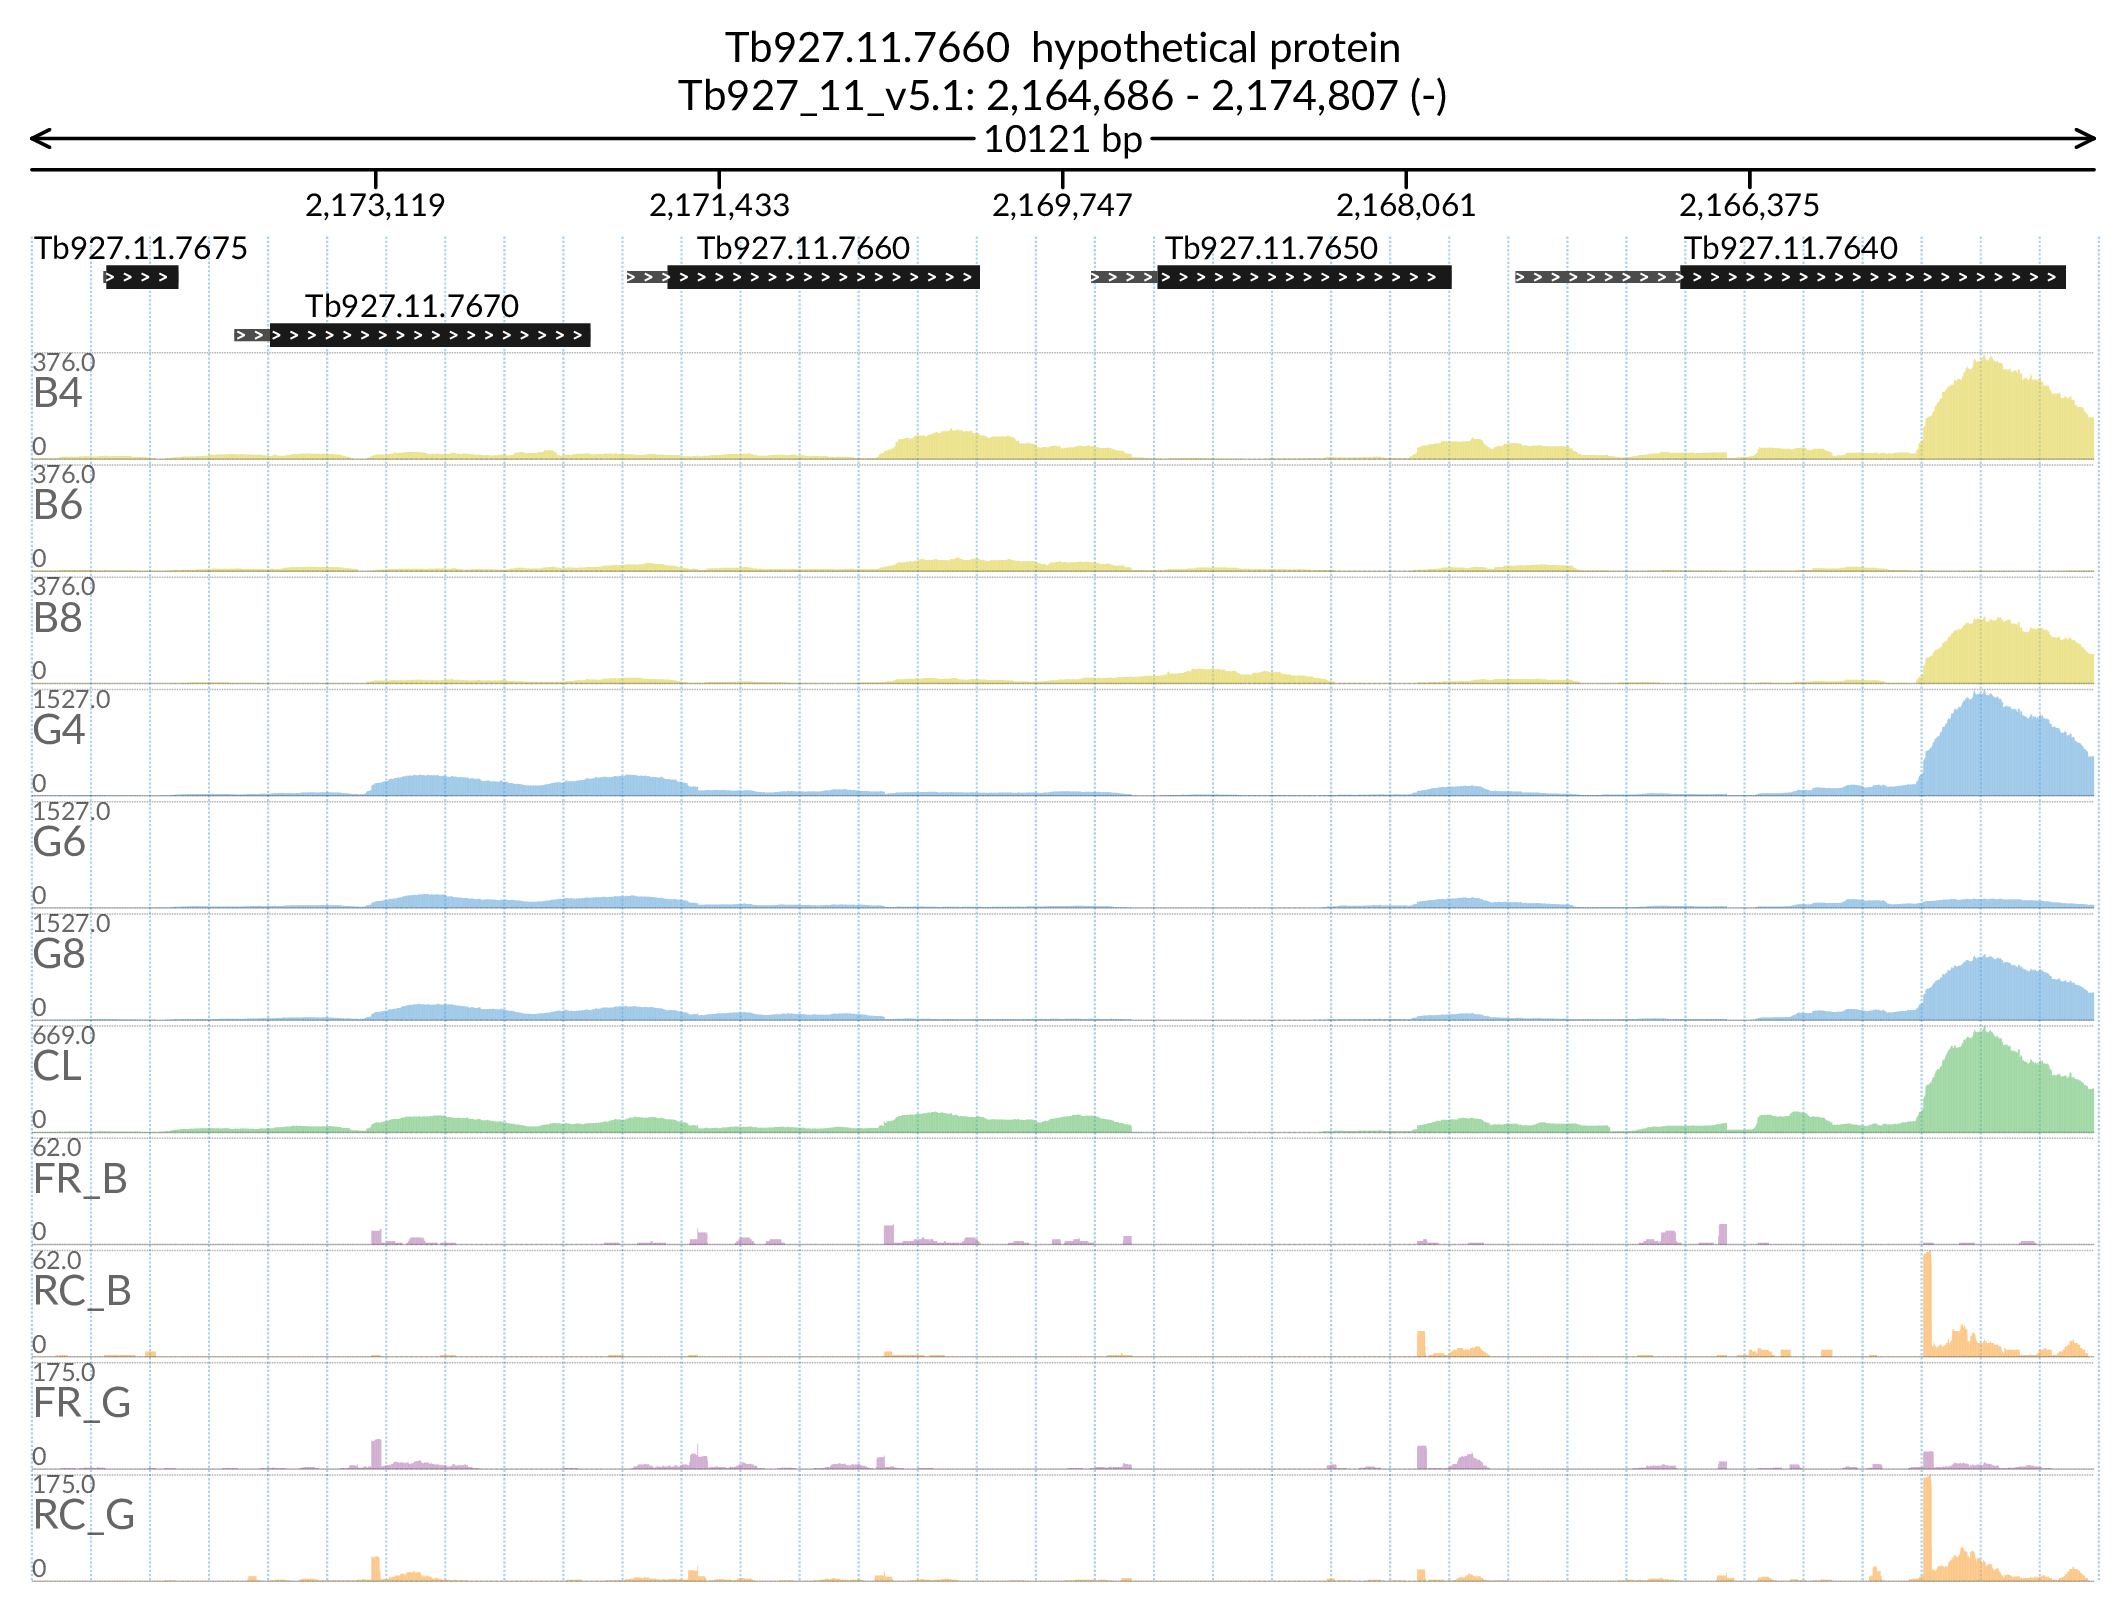 Tb927.11.7660 hypothetical protein
Tb927_11_v5.1: 2,164,686 - 2,174,807 (-)
10121 bp
2,173,119 2,171,433 2,169,747 2,168,061 2,166,375
Tb927.11.7675 Tb927.11.7660 Tb927.11.7650 Tb927.11.7640
Tb927.11.7670
376.0
B4
0
376.0
B6
0
376.0
B8
0
1527.0
G4
0
1527.0
G6
0
1527.0
G8
0
669.0
CL
0
62.0
FR_B
0
62.0
RC_B
0
175.0
FR_G
0
175.0
RC_G
0